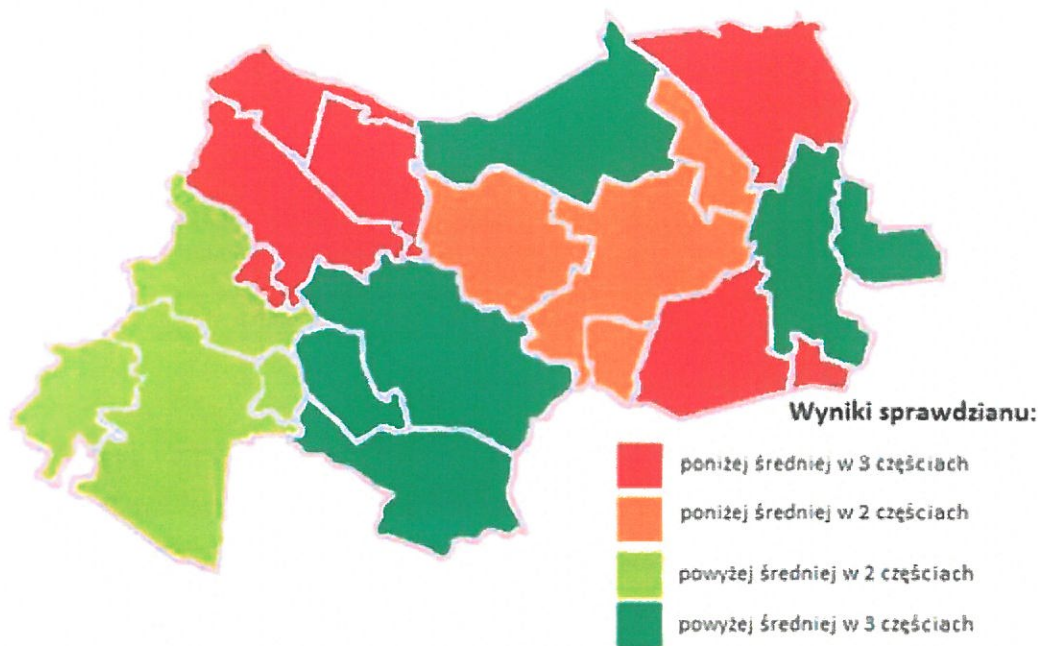 Wyniki sprawdzianu:
poniżej średniej w 3 częściach
poniżej średniej w 2 częściach
powyżej średniej w 2 częściach
powyżej średniej w 3 częściach